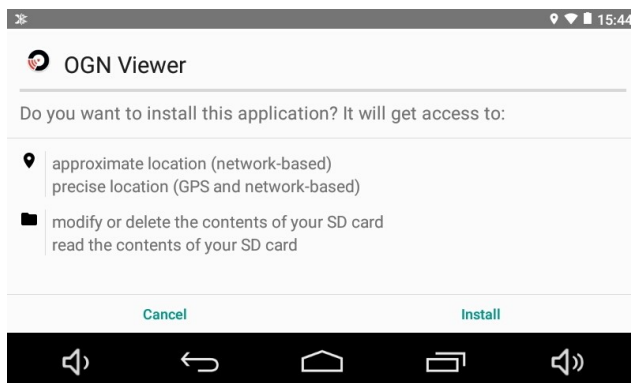 15:44
OGN Viewer
Do you want to install this application? It will get access to:
approximate location (network-based)
precise location (GPS and network-based)
modify or delete the contents of your SD card
read the contents of your SD card
Cancel Install